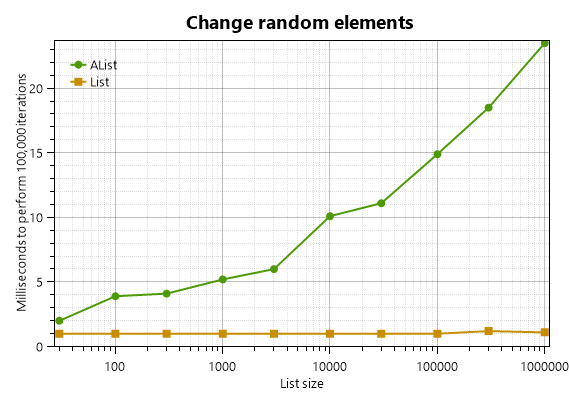 Change random elements
AList
List
Milliseconds to perform 100,000 iterations
20
15
10
5
0
100
1000
10000
100000
1000000
List size